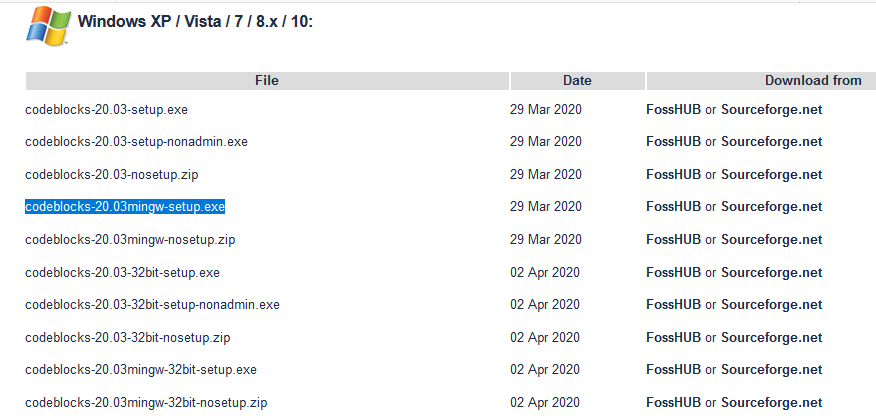 Windows XP / Vista / 7 / 8.x / 10:
File Date Download from
codeblocks-20.03-setup.exe 29 Mar 2020 FossHUB or Sourceforge.net
codeblocks-20.03-setup-nonadmin.exe 29 Mar 2020 FossHUB or Sourceforge.net
codeblocks-20.03-nosetup.zip 29 Mar 2020 FossHUB or Sourceforge.net
codeblocks-20.03mingw-setup.exe 29 Mar 2020 FossHUB or Sourceforge.net
codeblocks-20.03mingw-nosetup.zip 29 Mar 2020 FossHUB or Sourceforge.net
codeblocks-20.03-32bit-setup.exe 02 Apr 2020 FossHUB or Sourceforge.net
codeblocks-20.03-32bit-setup-nonadmin.exe 02 Apr 2020 FossHUB or Sourceforge.net
codeblocks-20.03-32bit-nosetup.zip 02 Apr 2020 FossHUB or Sourceforge.net
codeblocks-20.03mingw-32bit-setup.exe 02 Apr 2020 FossHUB or Sourceforge.net
codeblocks-20.03mingw-32bit-nosetup.zip 02 Apr 2020 FossHUB or Sourceforge.net